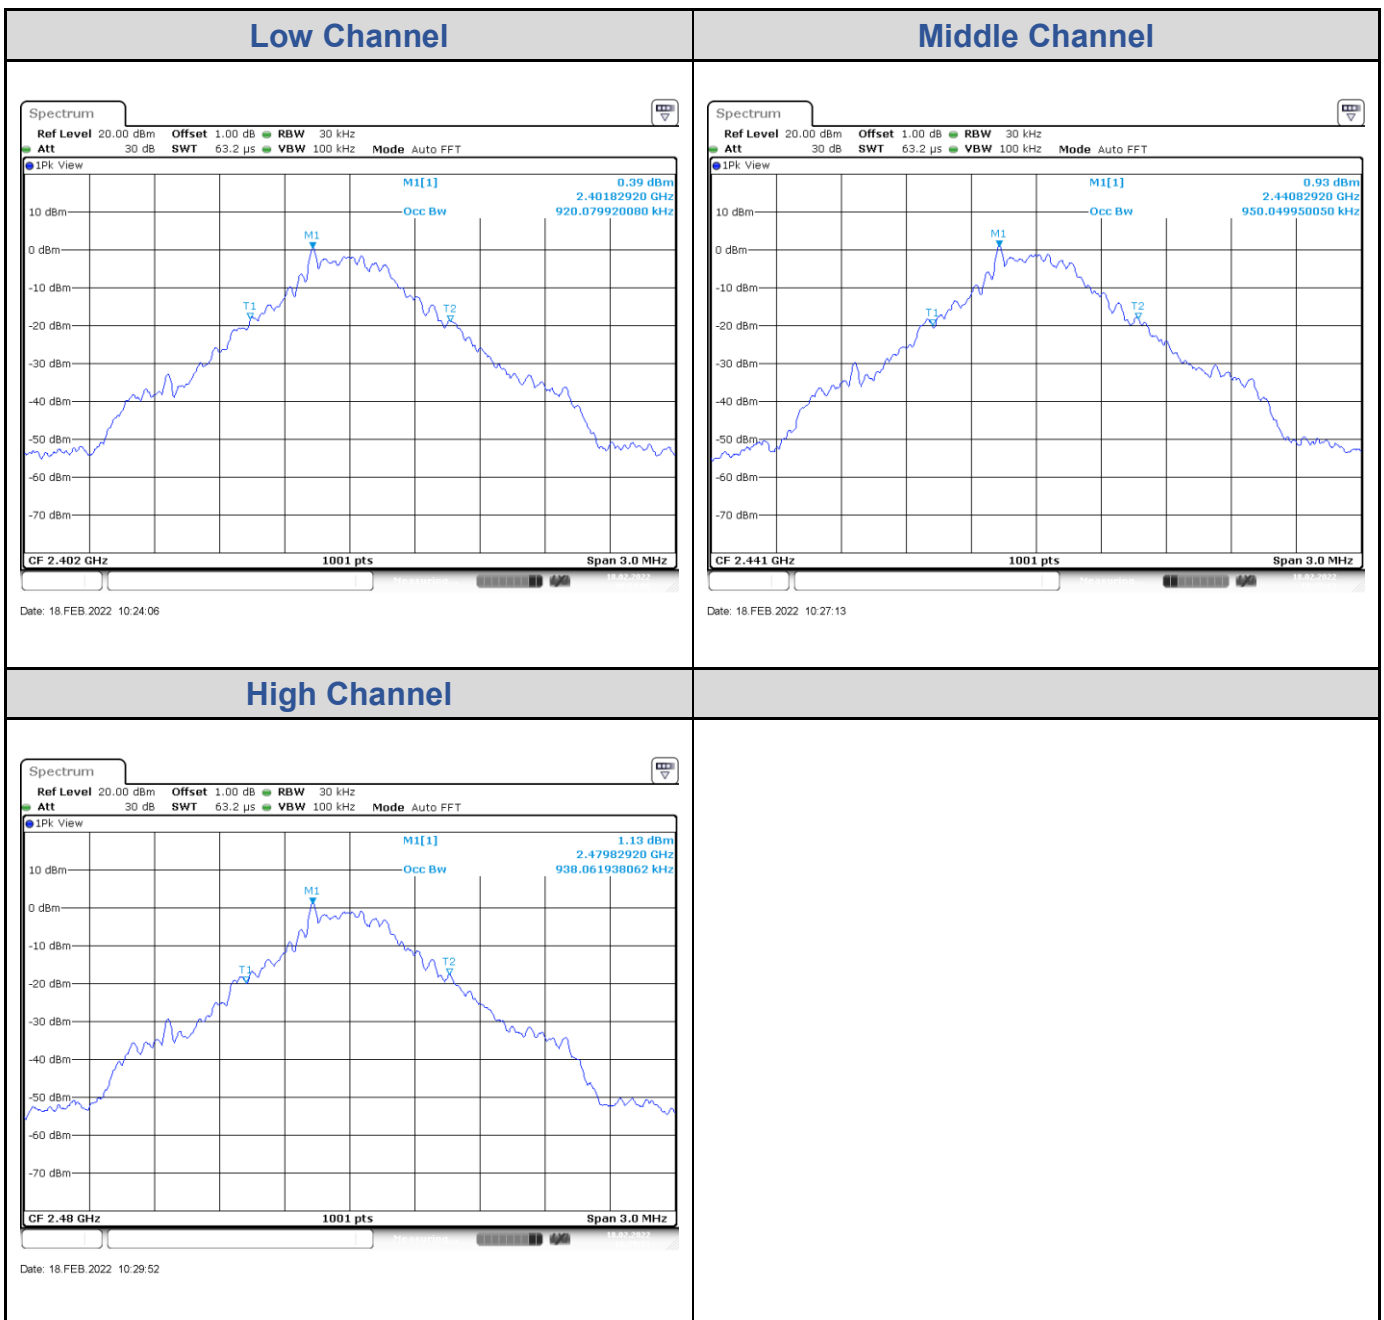 Low Channel
Middle Channel
Spectrum
Ref Level 20.00 dBm Offset 1.00 dB RBW 30 kHz
Att 30 dB SWT 63.2 µs VBW 100 kHz Mode Auto FFT
1Pk View
M1[1] 0.39 dBm
2.40182920 GHz
Occ Bw 920.079920080 kHz
10 dBm
M1
0 dBm
-10 dBm
T1
T2
-20 dBm
-30 dBm
-40 dBm
-50 dBm
-60 dBm
-70 dBm
CF 2.402 GHz 1001 pts Span 3.0 MHz
Measuring 18.02.2022
Date: 18.FEB.2022 10:24:06
Spectrum
Ref Level 20.00 dBm Offset 1.00 dB RBW 30 kHz
Att 30 dB SWT 63.2 µs VBW 100 kHz Mode Auto FFT
1Pk View
M1[1] 0.93 dBm
2.44082920 GHz
Occ Bw 950.049950050 kHz
10 dBm
M1
0 dBm
-10 dBm
T1
T2
-20 dBm
-30 dBm
-40 dBm
-50 dBm
-60 dBm
-70 dBm
CF 2.441 GHz 1001 pts Span 3.0 MHz
Measuring 18.02.2022
Date: 18.FEB.2022 10:27:13
High Channel
Spectrum
Ref Level 20.00 dBm Offset 1.00 dB RBW 30 kHz
Att 30 dB SWT 63.2 µs VBW 100 kHz Mode Auto FFT
1Pk View
M1[1] 1.13 dBm
2.47982920 GHz
Occ Bw 938.061938062 kHz
10 dBm
M1
0 dBm
-10 dBm
T1
T2
-20 dBm
-30 dBm
-40 dBm
-50 dBm
-60 dBm
-70 dBm
CF 2.48 GHz 1001 pts Span 3.0 MHz
Measuring 18.02.2022
Date: 18.FEB.2022 10:29:52